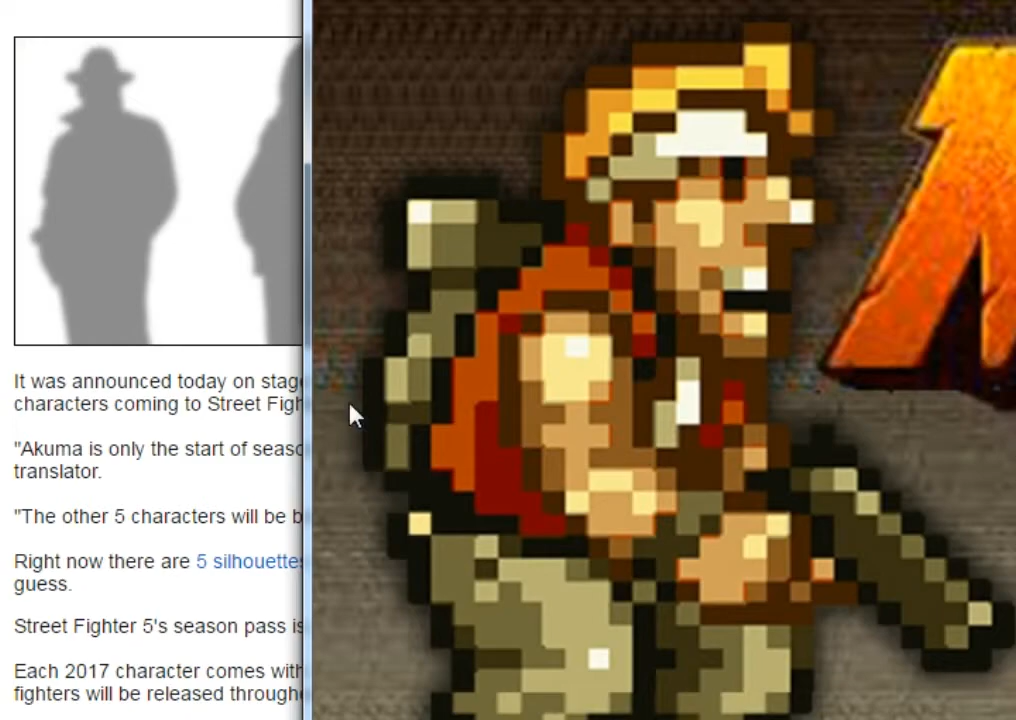 It was announced today on stag
characters coming to Street Figh
"Akuma is only the start of seaso
translator.
"The other 5 characters will be b
Right now there are 5 silhouettes
guess.
Street Fighter 5's season pass is
Each 2017 character comes with
fighters will be released through
M